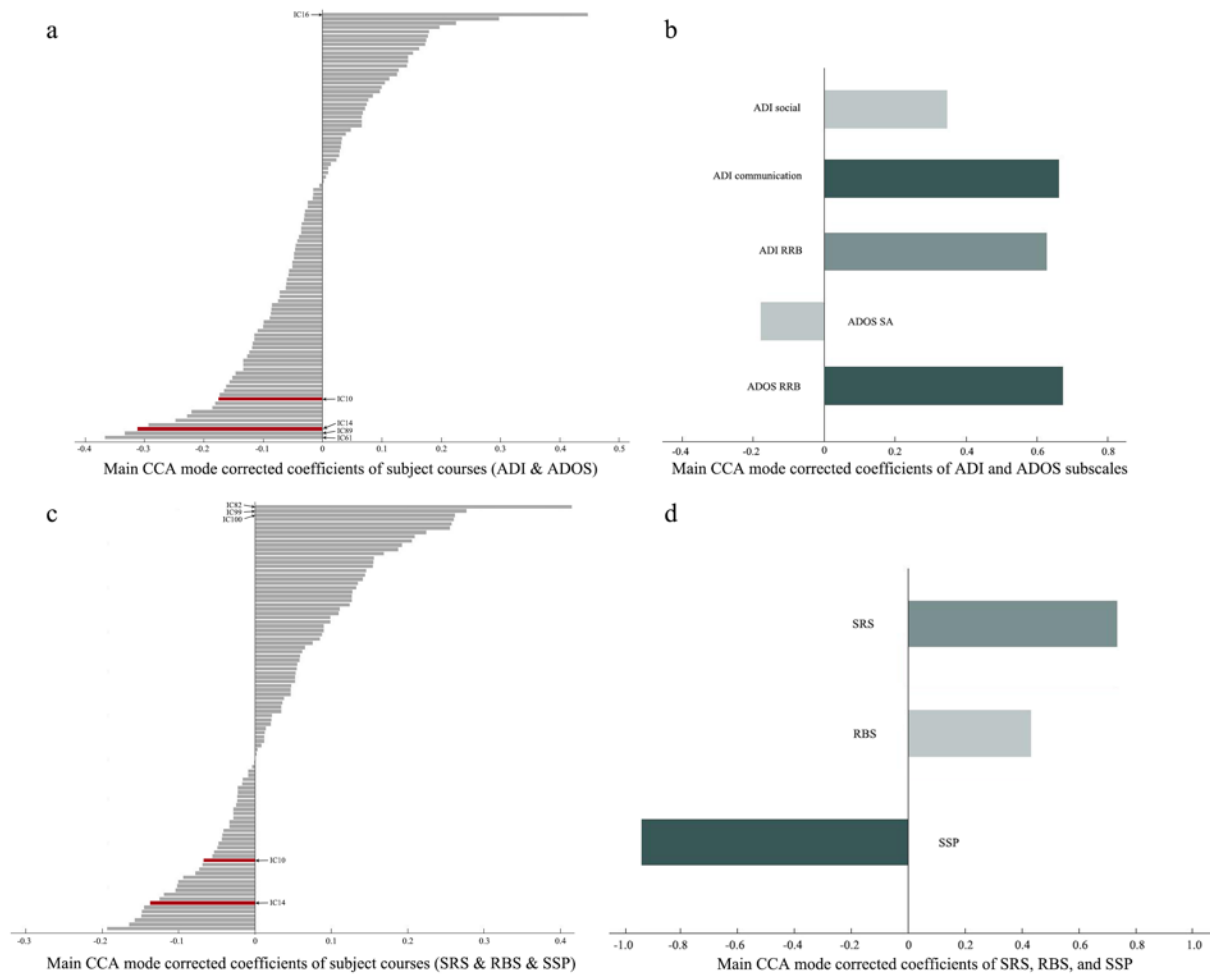 a
IC16
IC10
IC14
IC89
IC61
-0.4 -0.3 -0.2 -0.1 0 0.1 0.2 0.3 0.4 0.5
Main CCA mode corrected coefficients of subject courses (ADI & ADOS)
b
ADI social
ADI communication
ADI RRB
ADOS SA
ADOS RRB
-0.4 -0.2 0 0.2 0.4 0.6 0.8
Main CCA mode corrected coefficients of ADI and ADOS subscales
c
IC82
IC99
IC100
IC10
IC14
-0.3 -0.2 -0.1 0 0.1 0.2 0.3 0.4
Main CCA mode corrected coefficients of subject courses (SRS & RBS & SSP)
d
SRS
RBS
SSP
-1.0 -0.8 -0.6 -0.4 -0.2 0 0.2 0.4 0.6 0.8 1.0
Main CCA mode corrected coefficients of SRS, RBS, and SSP